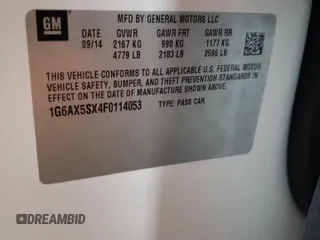 GM
MFD BY GENERAL MOTORS LLC
DATE GVWR GAWR FRT GAWR RR
09/14 2167 KG 990 KG 1177 KG
4779 LB 2183 LB 2596 LB
THIS VEHICLE CONFORMS TO ALL APPLICABLE U.S. FEDERAL MOTOR
VEHICLE SAFETY, BUMPER, AND THEFT PREVENTION STANDARDS IN
EFFECT ON THE DATE OF MANUFACTURE SHOWN ABOVE.
1G6AX5SX4F0114053 TYPE: PASS CAR
DREAMBID